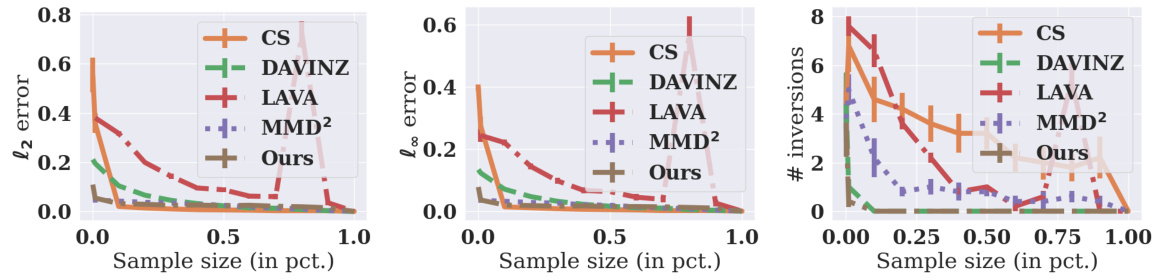 ℓ₂ error
0.8
0.6
0.4
0.2
0.0
CS
DAVINZ
LAVA
MMD²
Ours
0.0 0.5 1.0
Sample size (in pct.)
ℓ∞ error
0.6
0.4
0.2
0.0
CS
DAVINZ
LAVA
MMD²
Ours
0.0 0.5 1.0
Sample size (in pct.)
# inversions
8
6
4
2
0
CS
DAVINZ
LAVA
MMD²
Ours
0.00 0.25 0.50 0.75 1.00
Sample size (in pct.)